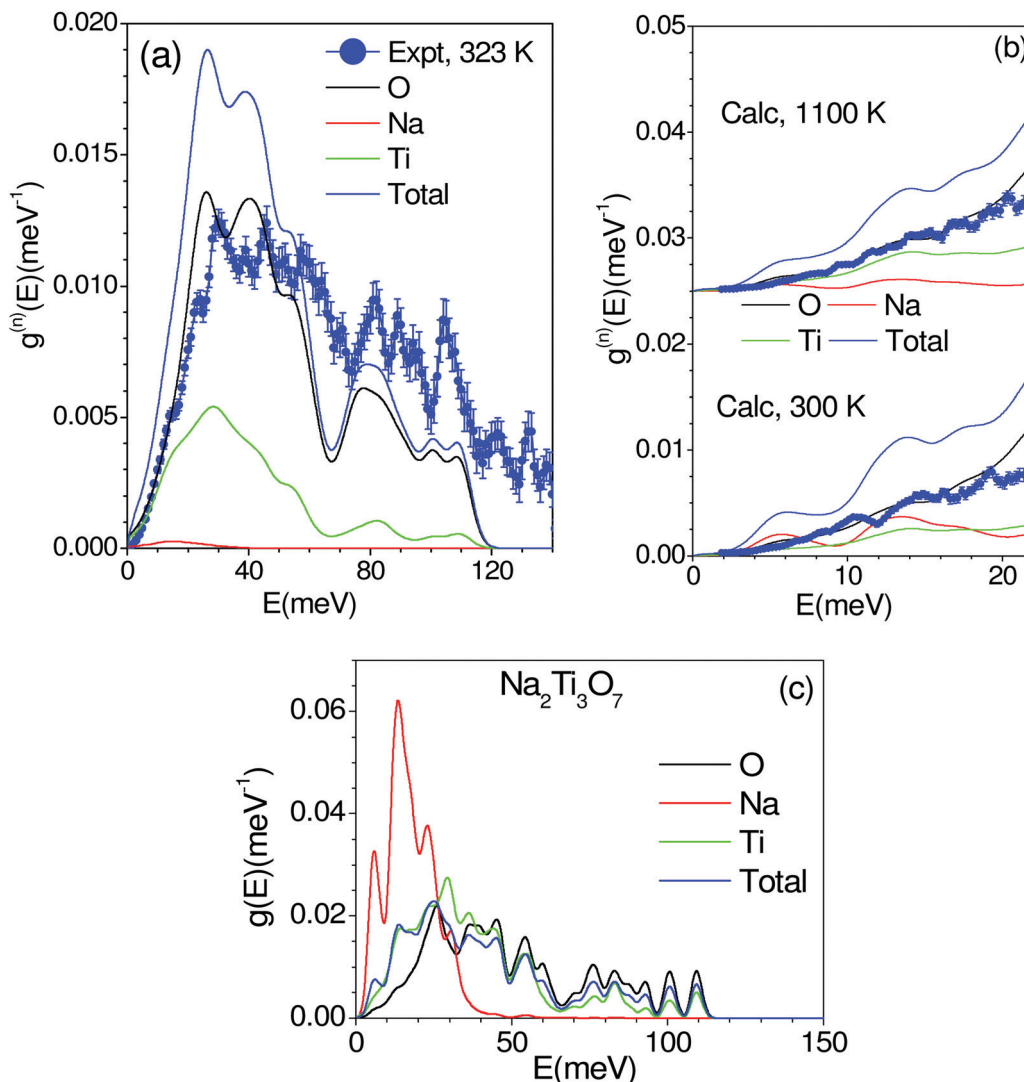 (a)
0.020
0.015
0.010
0.005
0.000
g(n)(E)(meV-1)
0
40
80
120
E(meV)
Expt, 323 K
O
Na
Ti
Total
(b)
0.05
0.04
0.03
0.02
0.01
0.00
g(n)(E)(meV-1)
Calc, 1100 K
O Na
Ti Total
Calc, 300 K
0 10 20
E(meV)
Na2Ti3O7
(c)
0.06
0.04
0.02
0.00
g(E)(meV-1)
O
Na
Ti
Total
0 50 100 150
E(meV)